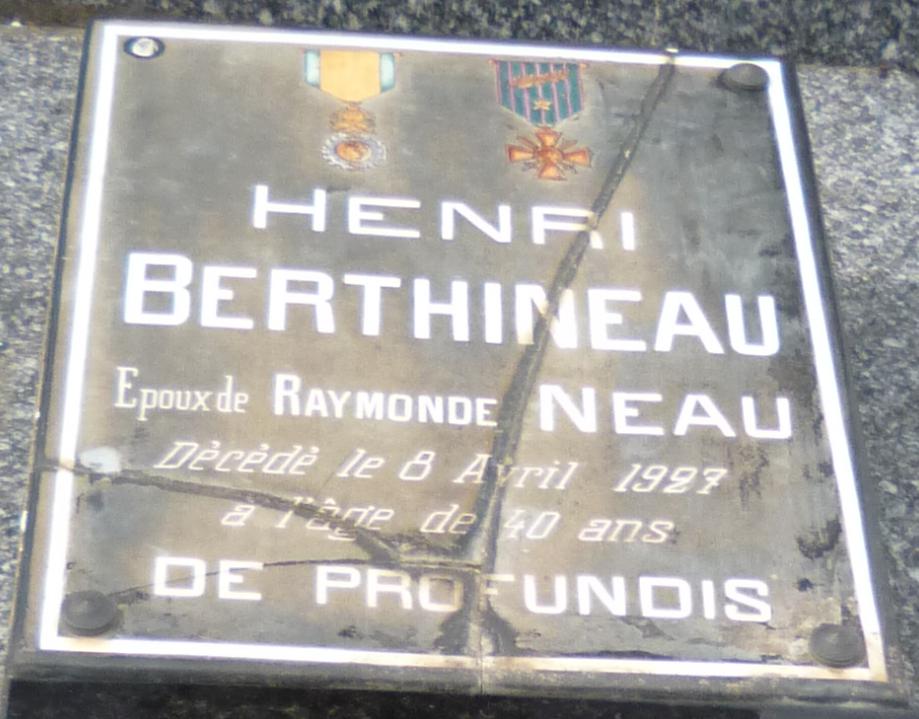 HENRI
BERTHINEAU
Epoux de RAYMONDE NEAU
Décédé le 8 Avril 1927
à l'âge de 40 ans
DE PROFUNDIS